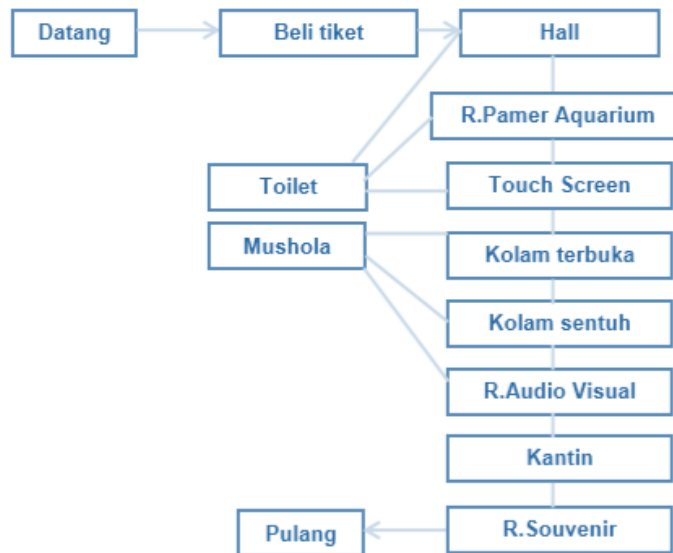 Datang
Beli tiket
Hall
R.Pamer Aquarium
Toilet
Touch Screen
Mushola
Kolam terbuka
Kolam sentuh
R.Audio Visual
Kantin
R.Souvenir
Pulang